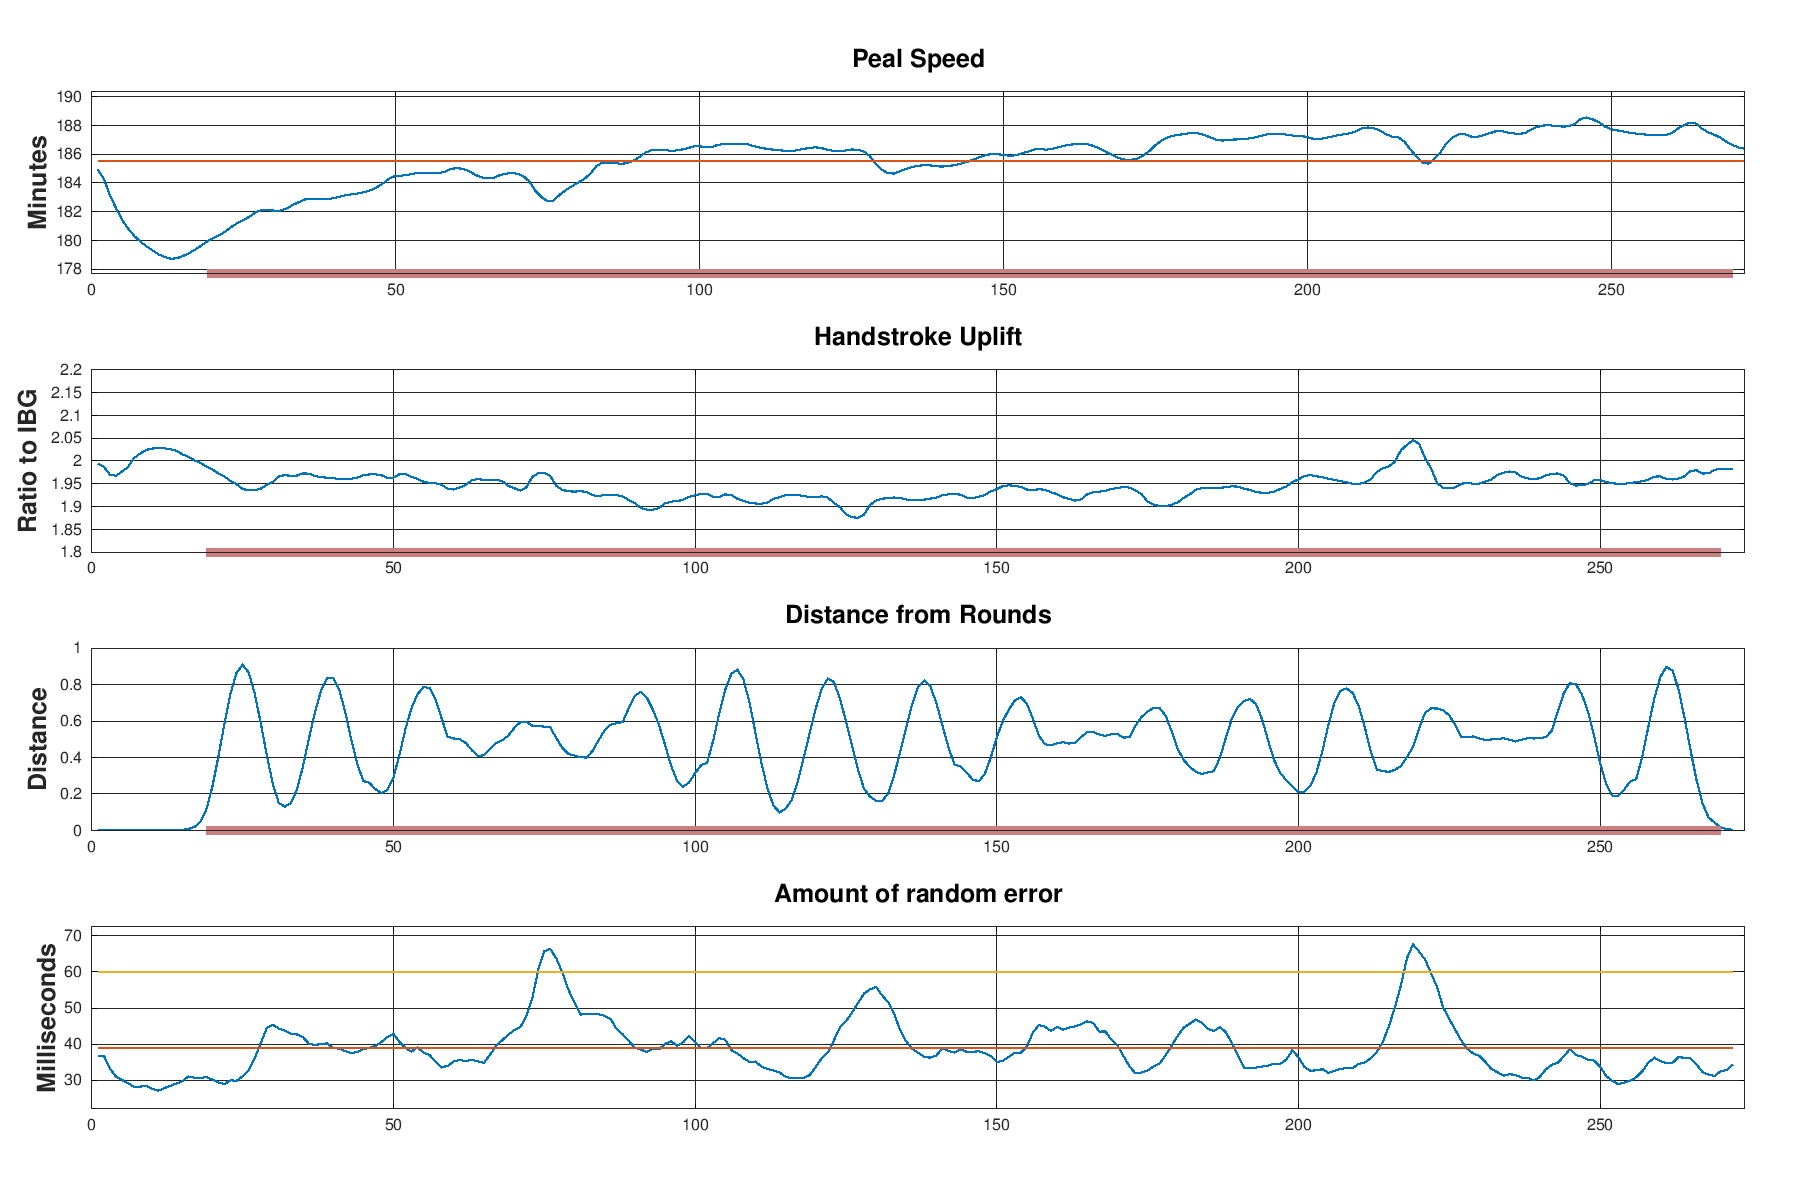 Peal Speed
Minutes
190
188
186
184
182
180
178
0 50 100 150 200 250
Handstroke Uplift
Ratio to IBG
2.2
2.15
2.1
2.05
2
1.95
1.9
1.85
1.8
0 50 100 150 200 250
Distance from Rounds
Distance
1
0.8
0.6
0.4
0.2
0
0 50 100 150 200 250
Amount of random error
Milliseconds
70
60
50
40
30
0 50 100 150 200 250